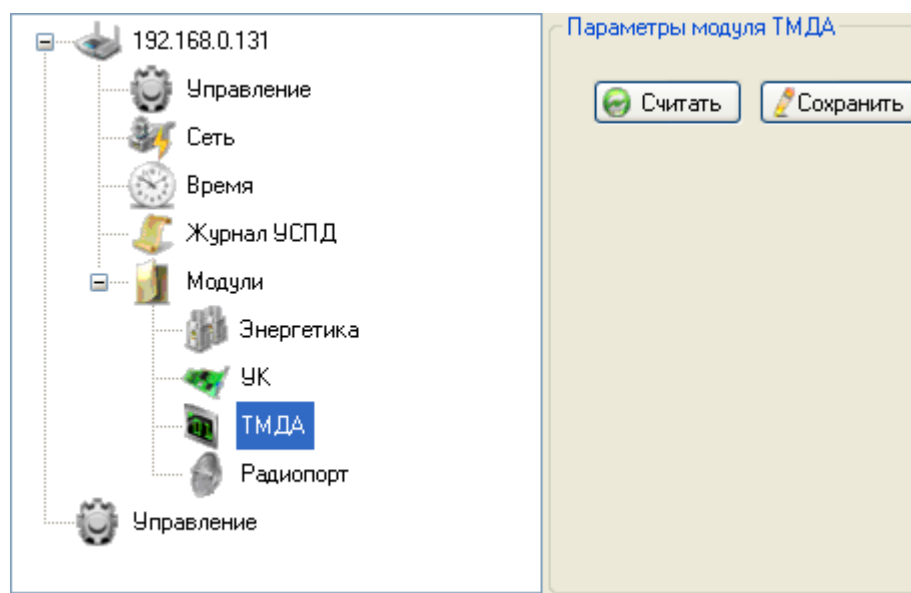 192.168.0.131
Управление
Сеть
Время
Журнал УСПД
Модули
Энергетика
УК
ТМДА
Радиопорт
Управление
Параметры модуля ТМДА
Считать
Сохранить